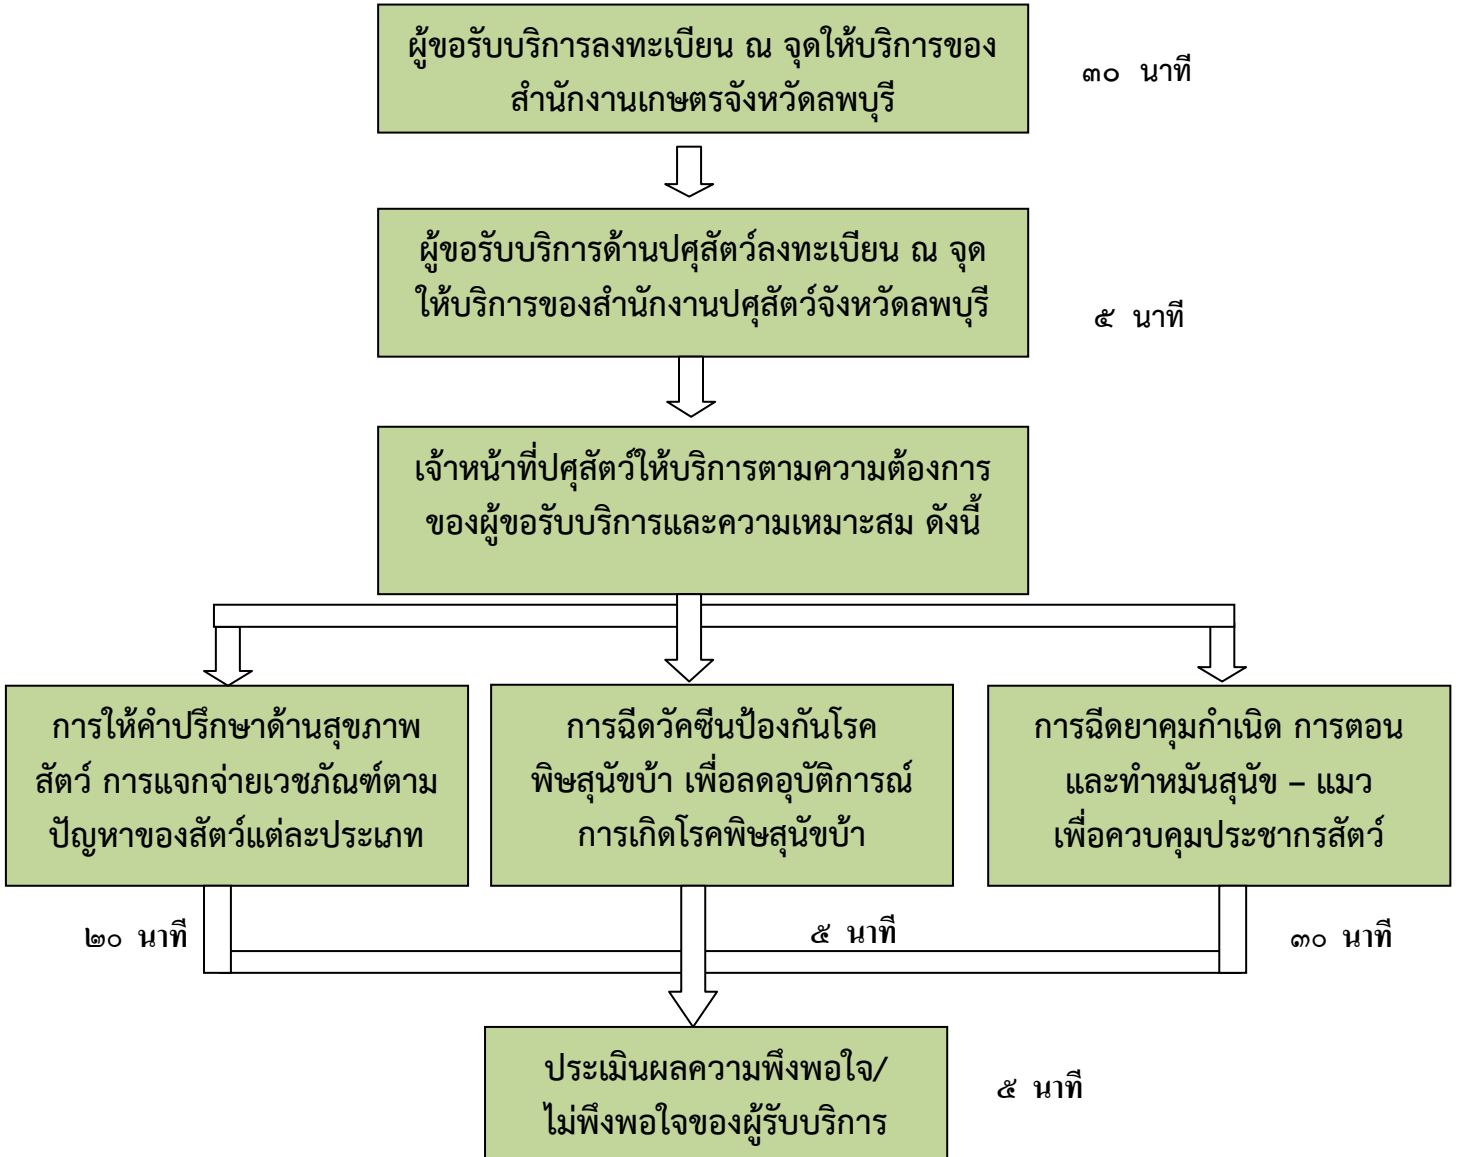 ผู้ขอรับบริการลงทะเบียน ณ จุดให้บริการของ
สำนักงานเกษตรจังหวัดลพบุรี
๓๐ นาที
ผู้ขอรับบริการด้านปศุสัตว์ลงทะเบียน ณ จุด
ให้บริการของสำนักงานปศุสัตว์จังหวัดลพบุรี
๕ นาที
เจ้าหน้าที่ปศุสัตว์ให้บริการตามความต้องการ
ของผู้ขอรับบริการและความเหมาะสม ดังนี้
การให้คำปรึกษาด้านสุขภาพ
สัตว์ การแจกจ่ายเวชภัณฑ์ตาม
ปัญหาของสัตว์แต่ละประเภท
๒๐ นาที
การฉีดวัคซีนป้องกันโรค
พิษสุนัขบ้า เพื่อลดอุบัติการณ์
การเกิดโรคพิษสุนัขบ้า
๕ นาที
การฉีดยาคุมกำเนิด การตอน
และทำหมันสุนัข – แมว
เพื่อควบคุมประชากรสัตว์
๓๐ นาที
ประเมินผลความพึงพอใจ/
ไม่พึงพอใจของผู้รับบริการ
๕ นาที